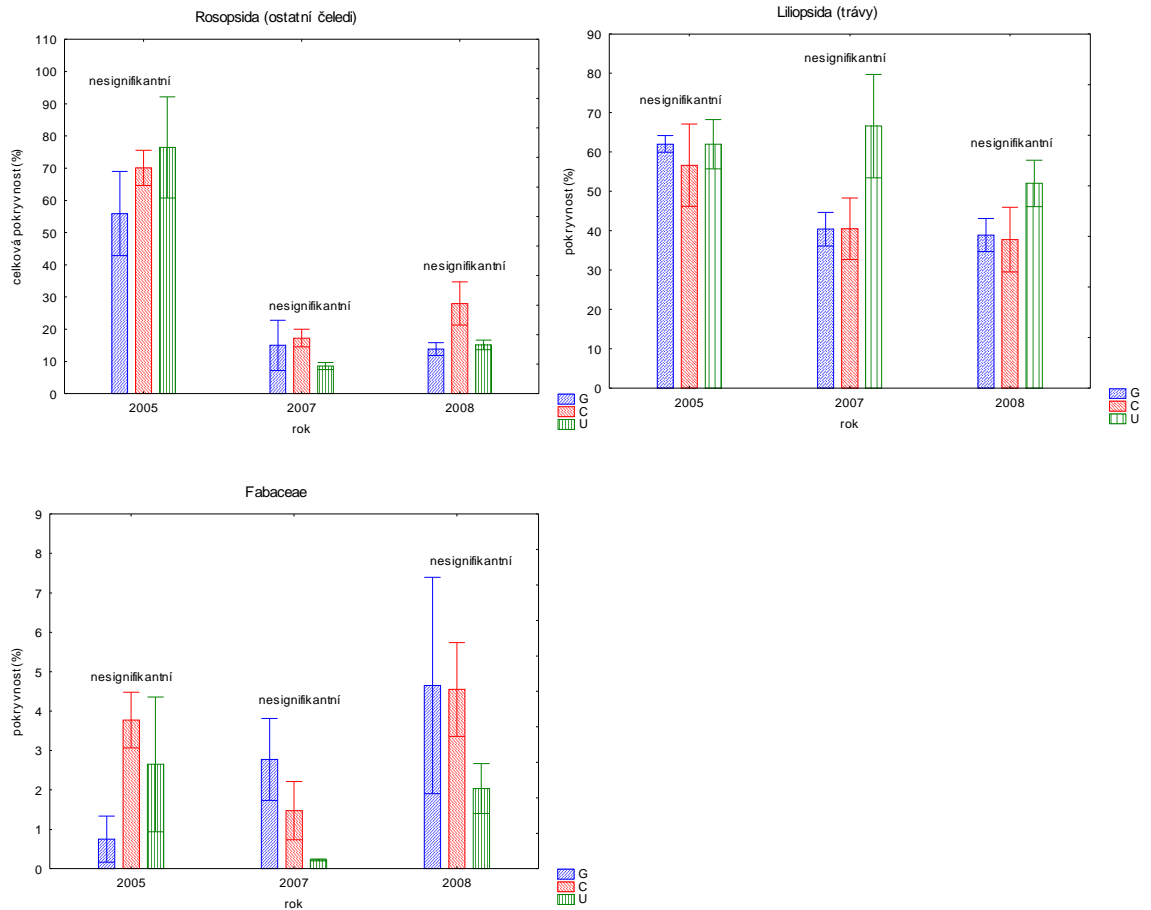 Rosopsida (ostatní čeledi)
celková pokryvnost (%)
110
100
90
80
70
60
50
40
30
20
10
0
nesignifikantní
nesignifikantní
nesignifikantní
2005
2007
2008
rok
G
C
U
Liliopsida (trávy)
pokryvnost (%)
90
80
70
60
50
40
30
20
10
0
nesignifikantní
nesignifikantní
nesignifikantní
2005
2007
2008
rok
G
C
U
Fabaceae
pokryvnost (%)
9
8
7
6
5
4
3
2
1
0
nesignifikantní
nesignifikantní
nesignifikantní
2005
2007
2008
rok
G
C
U